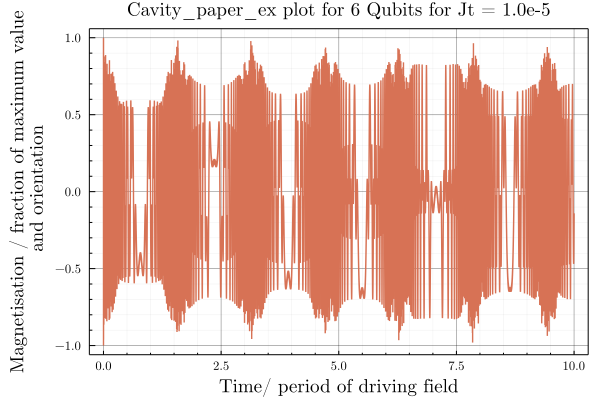 Cavity_paper_ex plot for 6 Qubits for Jt = 1.0e-5
Magnetisation / fraction of maximum value
and orientation
1.0
0.5
0.0
−0.5
−1.0
0.0 2.5 5.0 7.5 10.0
Time/ period of driving field